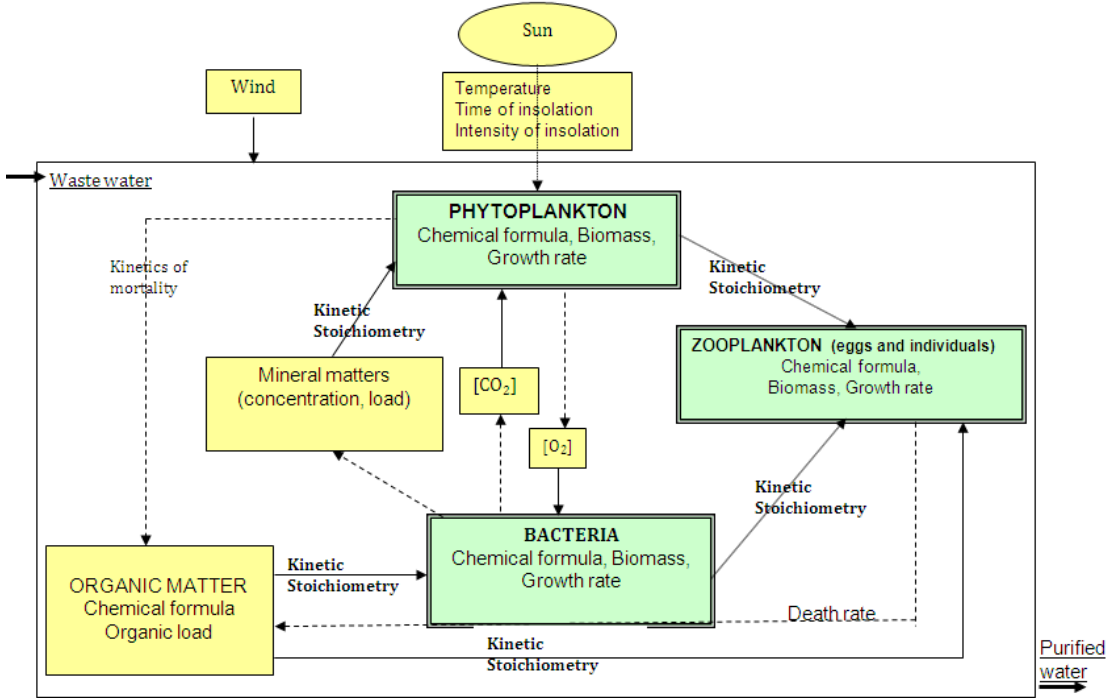 Sun
Wind
Temperature
Time of insolation
Intensity of insolation
Waste water
PHYTOPLANKTON
Chemical formula, Biomass,
Growth rate
Kinetics of
mortality
Kinetic
Stoichiometry
Kinetic
Stoichiometry
ZOOPLANKTON (eggs and individuals)
Chemical formula,
Biomass, Growth rate
Mineral matters
(concentration, load)
[CO₂]
[O₂]
Kinetic
Stoichiometry
BACTERIA
Chemical formula, Biomass,
Growth rate
Kinetic
Stoichiometry
ORGANIC MATTER
Chemical formula
Organic load
Death rate
Kinetic
Stoichiometry
Purified
water